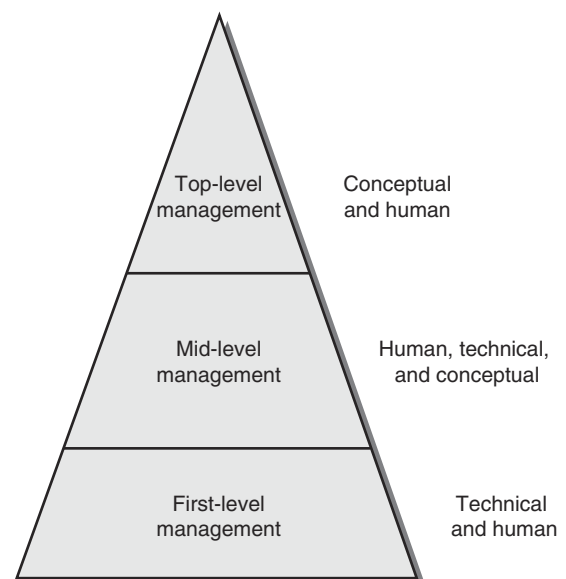 Top-level
management
Conceptual
and human
Mid-level
management
Human, technical,
and conceptual
First-level
management
Technical
and human